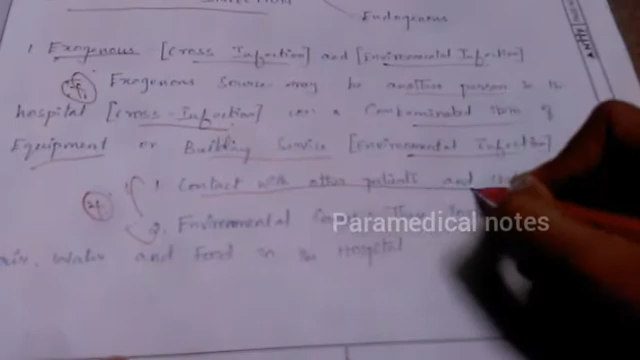 INFECTION
Endogenous
1 Exogenous [Cross Infection] and [Environmental Infection]
Exogenous Source may be another person in the
hospital [Cross-Infection] or a Contaminated item of
Equipment or Building Service [Environmental Infection]
1. Contact with other patients and
2. Environmental
air, Water and Food in the Hospital
Paramedical notes